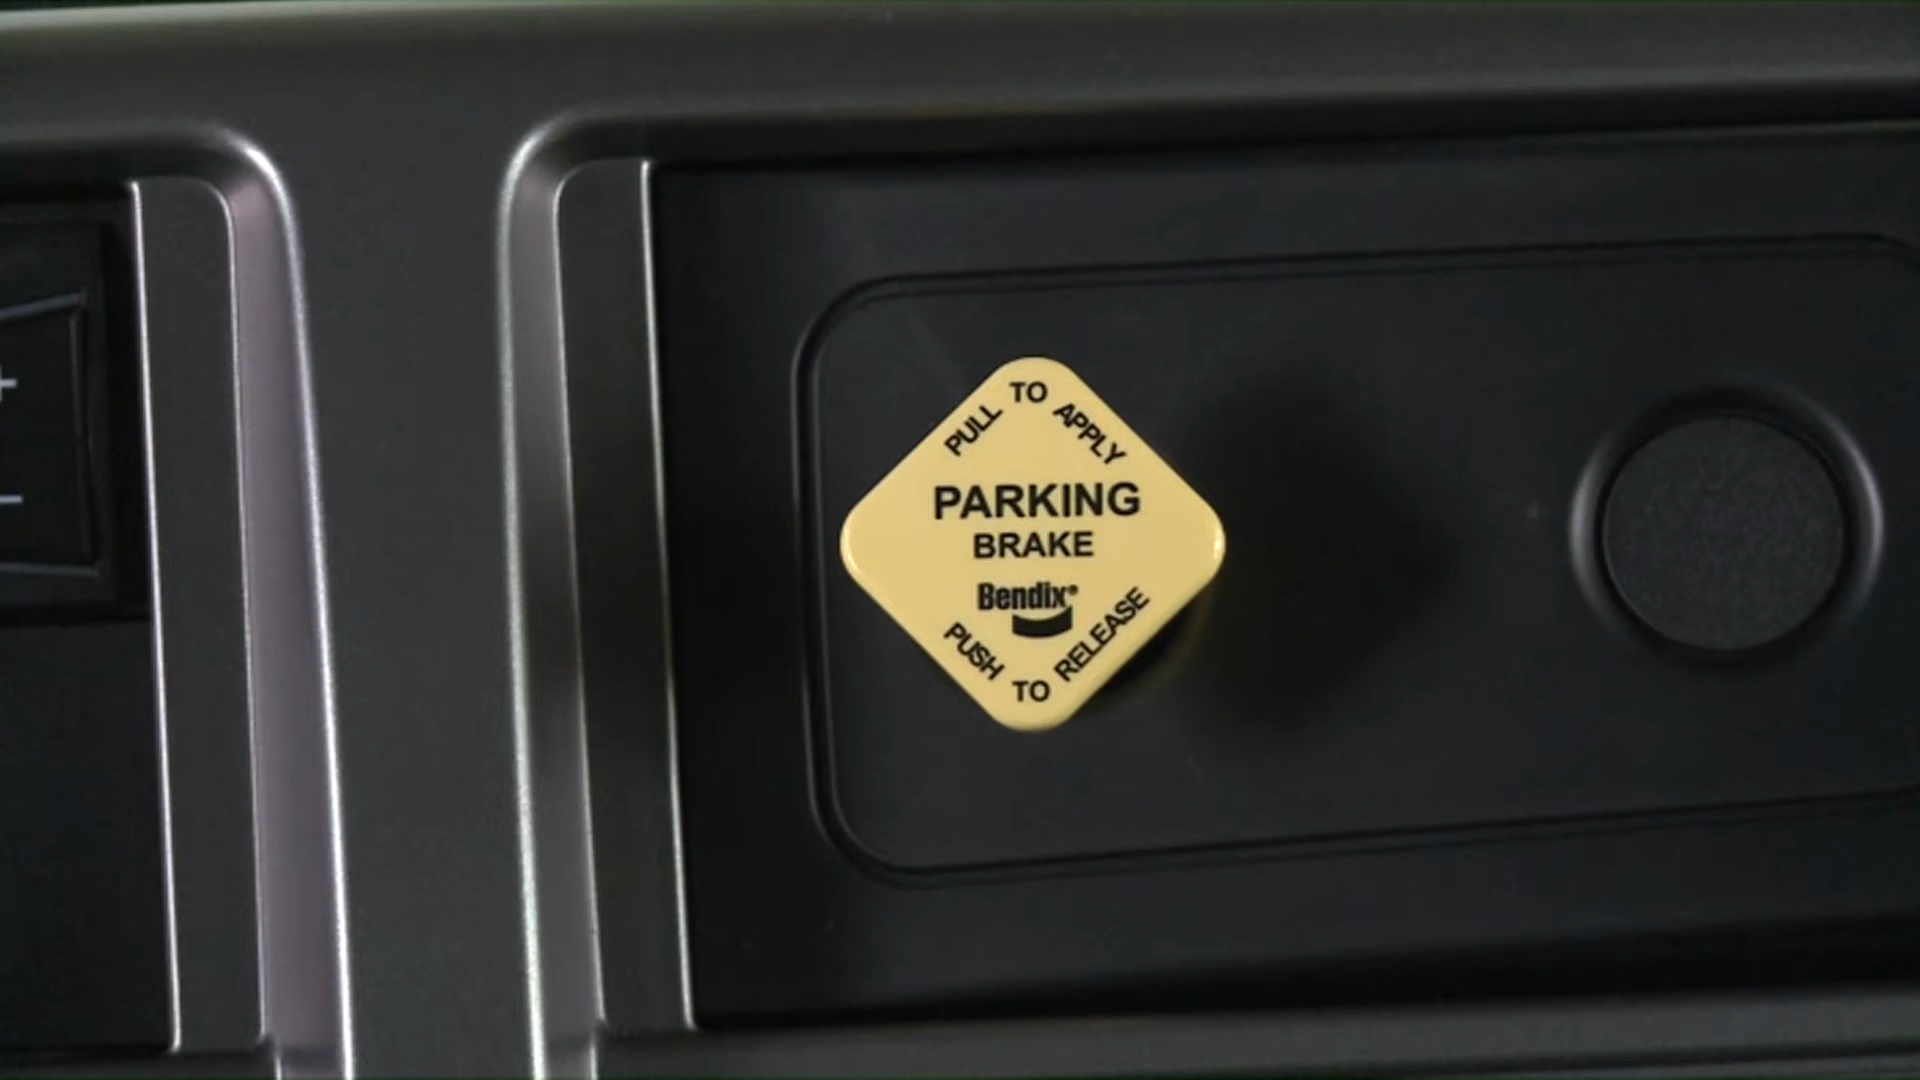 PULL TO APPLY
PARKING
BRAKE
Bendix®
PUSH TO RELEASE
+
-